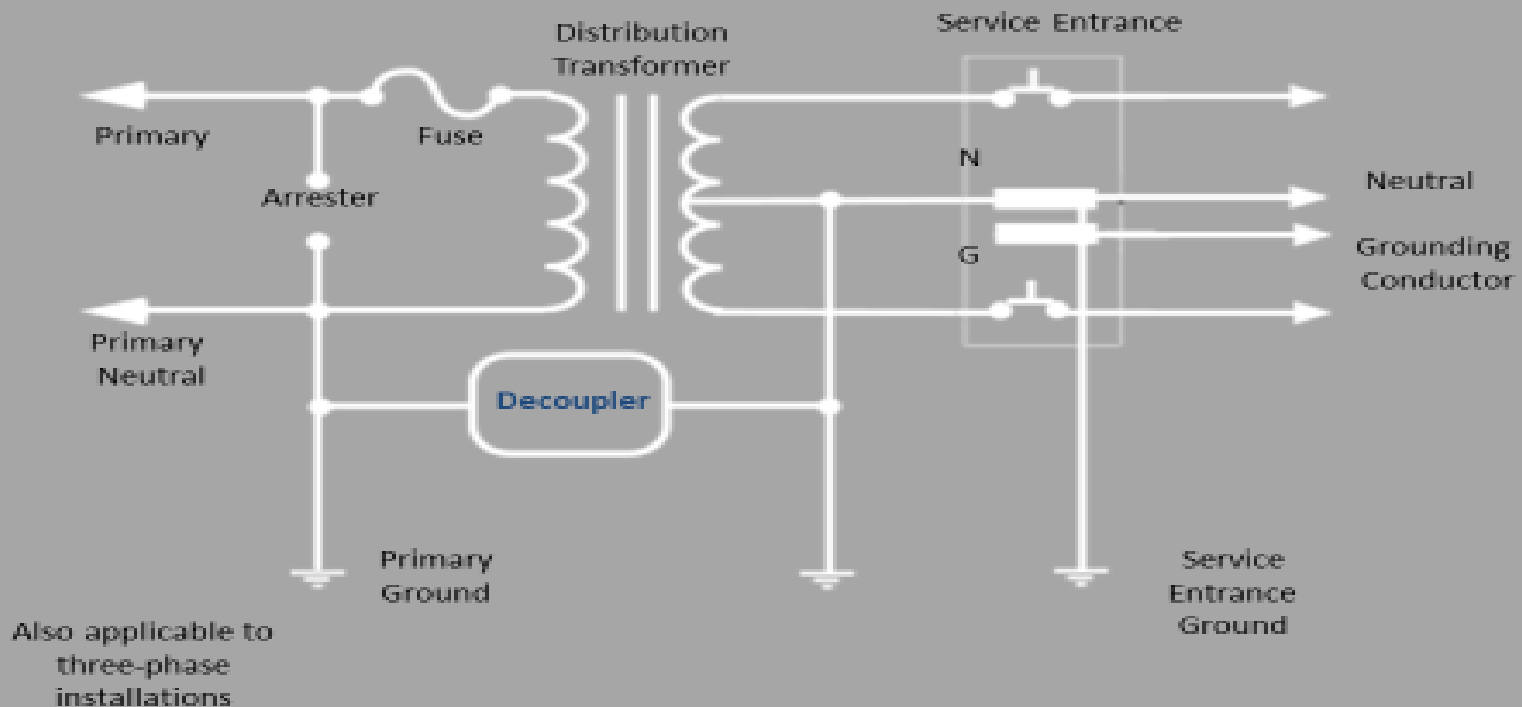 Service Entrance
Distribution
Transformer
Primary
Fuse
Arrester
N
Neutral
G
Grounding
Conductor
Primary
Neutral
Decoupler
Primary
Ground
Service
Entrance
Ground
Also applicable to
three-phase
installations